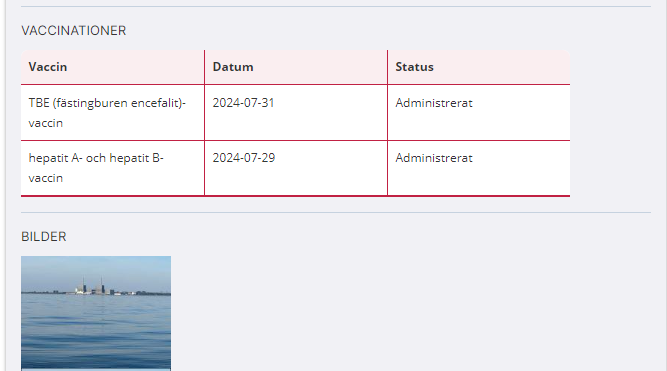 VACCINATIONER
Vaccin Datum Status
TBE (fästingburen encefalit)- 2024-07-31 Administrerat
vaccin
hepatit A- och hepatit B- 2024-07-29 Administrerat
vaccin
BILDER